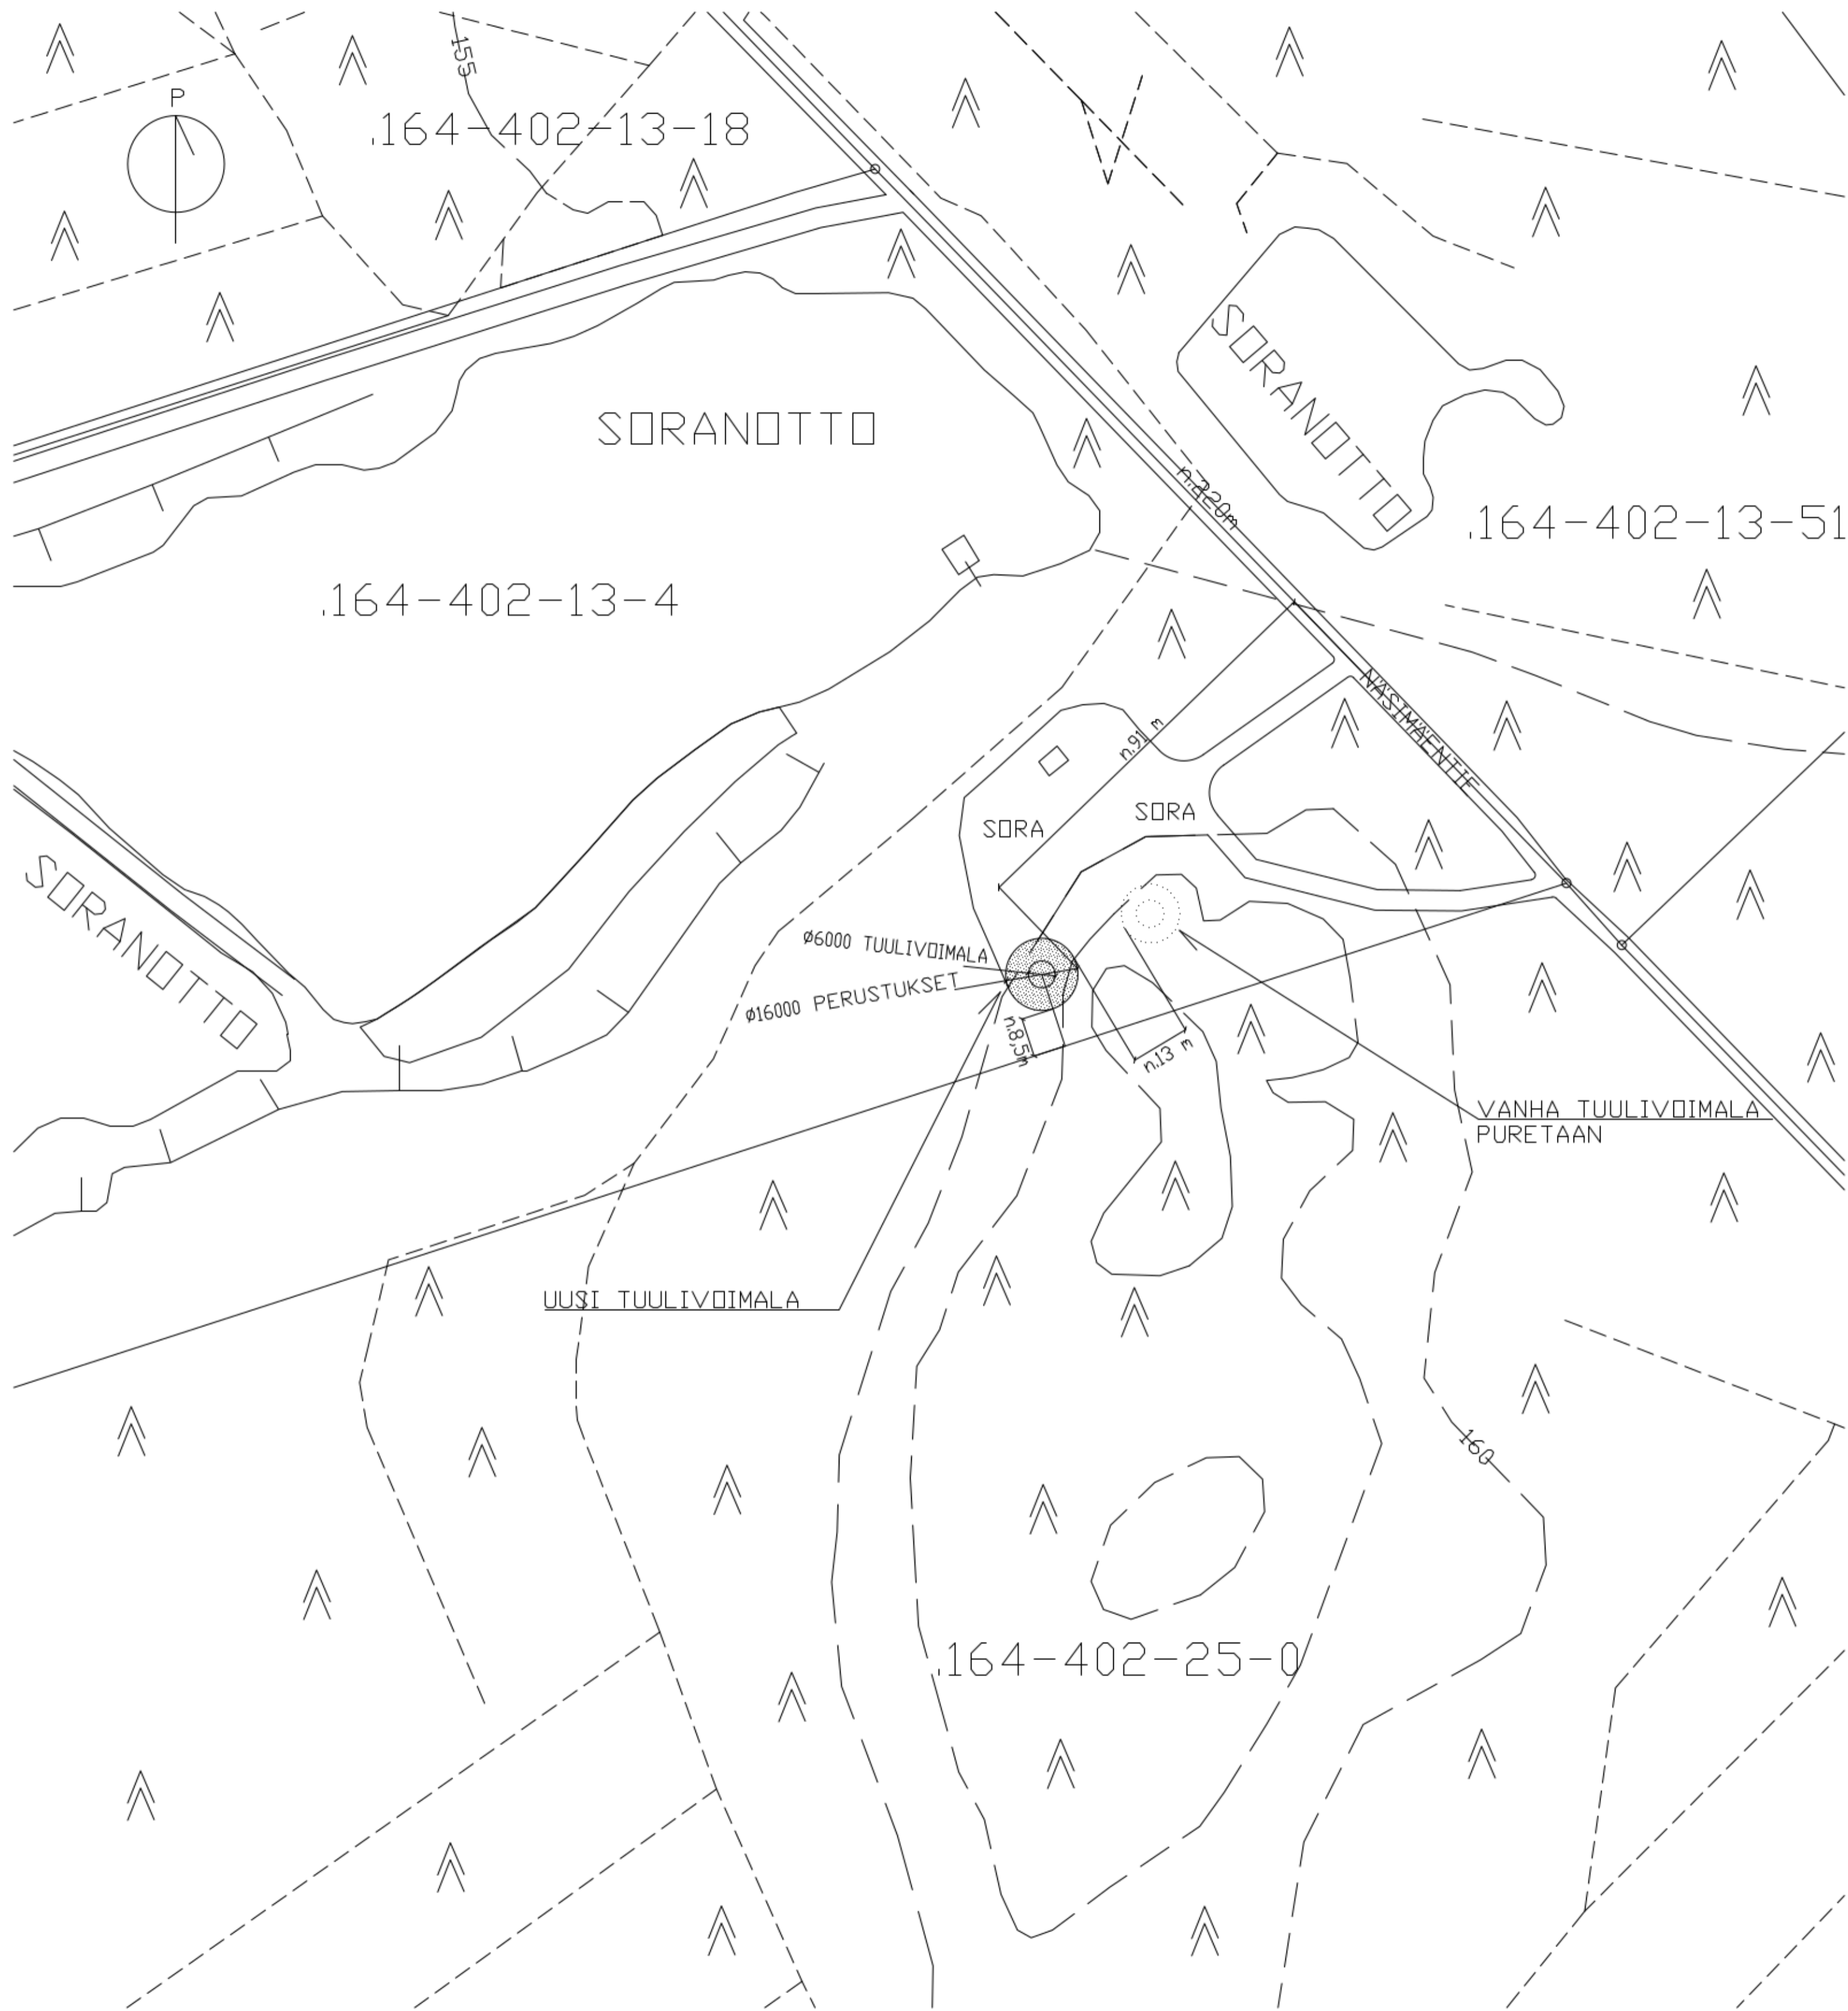 155
P
.164-402-13-18
SORANOTTO
SORANOTTO
n.220m
.164-402-13-51
.164-402-13-4
NÄSIMÄENTIE
n.91 m
SORA
SORA
SORANOTTO
ø6000 TUULIVOIMALA
ø16000 PERUSTUKSET
n.8,5m
n.13 m
VANHA TUULIVOIMALA
PURETAAN
UUSI TUULIVOIMALA
160
.164-402-25-0